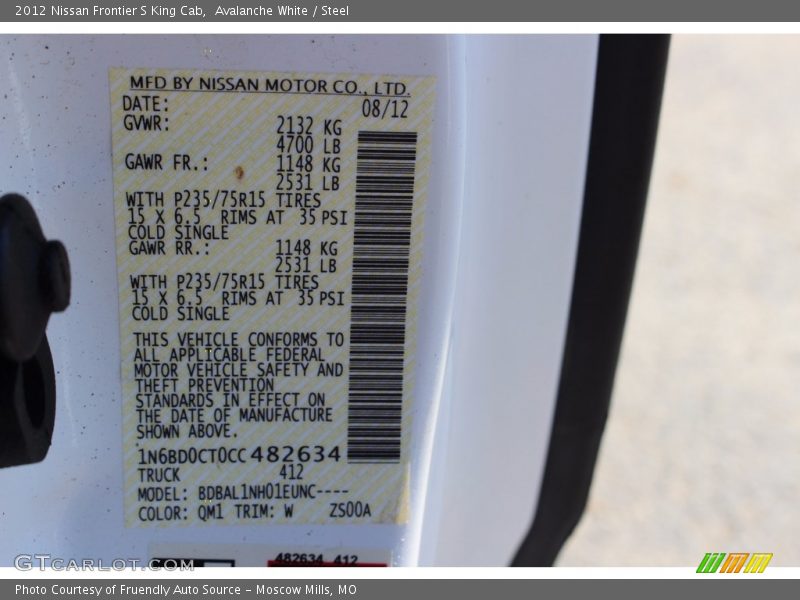 2012 Nissan Frontier S King Cab,  Avalanche White / Steel
MFD BY NISSAN MOTOR CO., LTD.
DATE: 08/12
GVWR: 2132 KG
4700 LB
GAWR FR.: 1148 KG
2531 LB
WITH P235/75R15 TIRES
15 X 6.5 RIMS AT 35 PSI
COLD SINGLE
GAWR RR.: 1148 KG
2531 LB
WITH P235/75R15 TIRES
15 X 6.5 RIMS AT 35 PSI
COLD SINGLE
THIS VEHICLE CONFORMS TO
ALL APPLICABLE FEDERAL
MOTOR VEHICLE SAFETY AND
THEFT PREVENTION
STANDARDS IN EFFECT ON
THE DATE OF MANUFACTURE
SHOWN ABOVE.
1N6BD0CT0CC482634
TRUCK 412
MODEL: BDBAL1NH01EUNC----
COLOR: QM1 TRIM: W ZS00A
482634 412
GTCARLOT.COM
Photo Courtesy of Fruendly Auto Source - Moscow Mills, MO